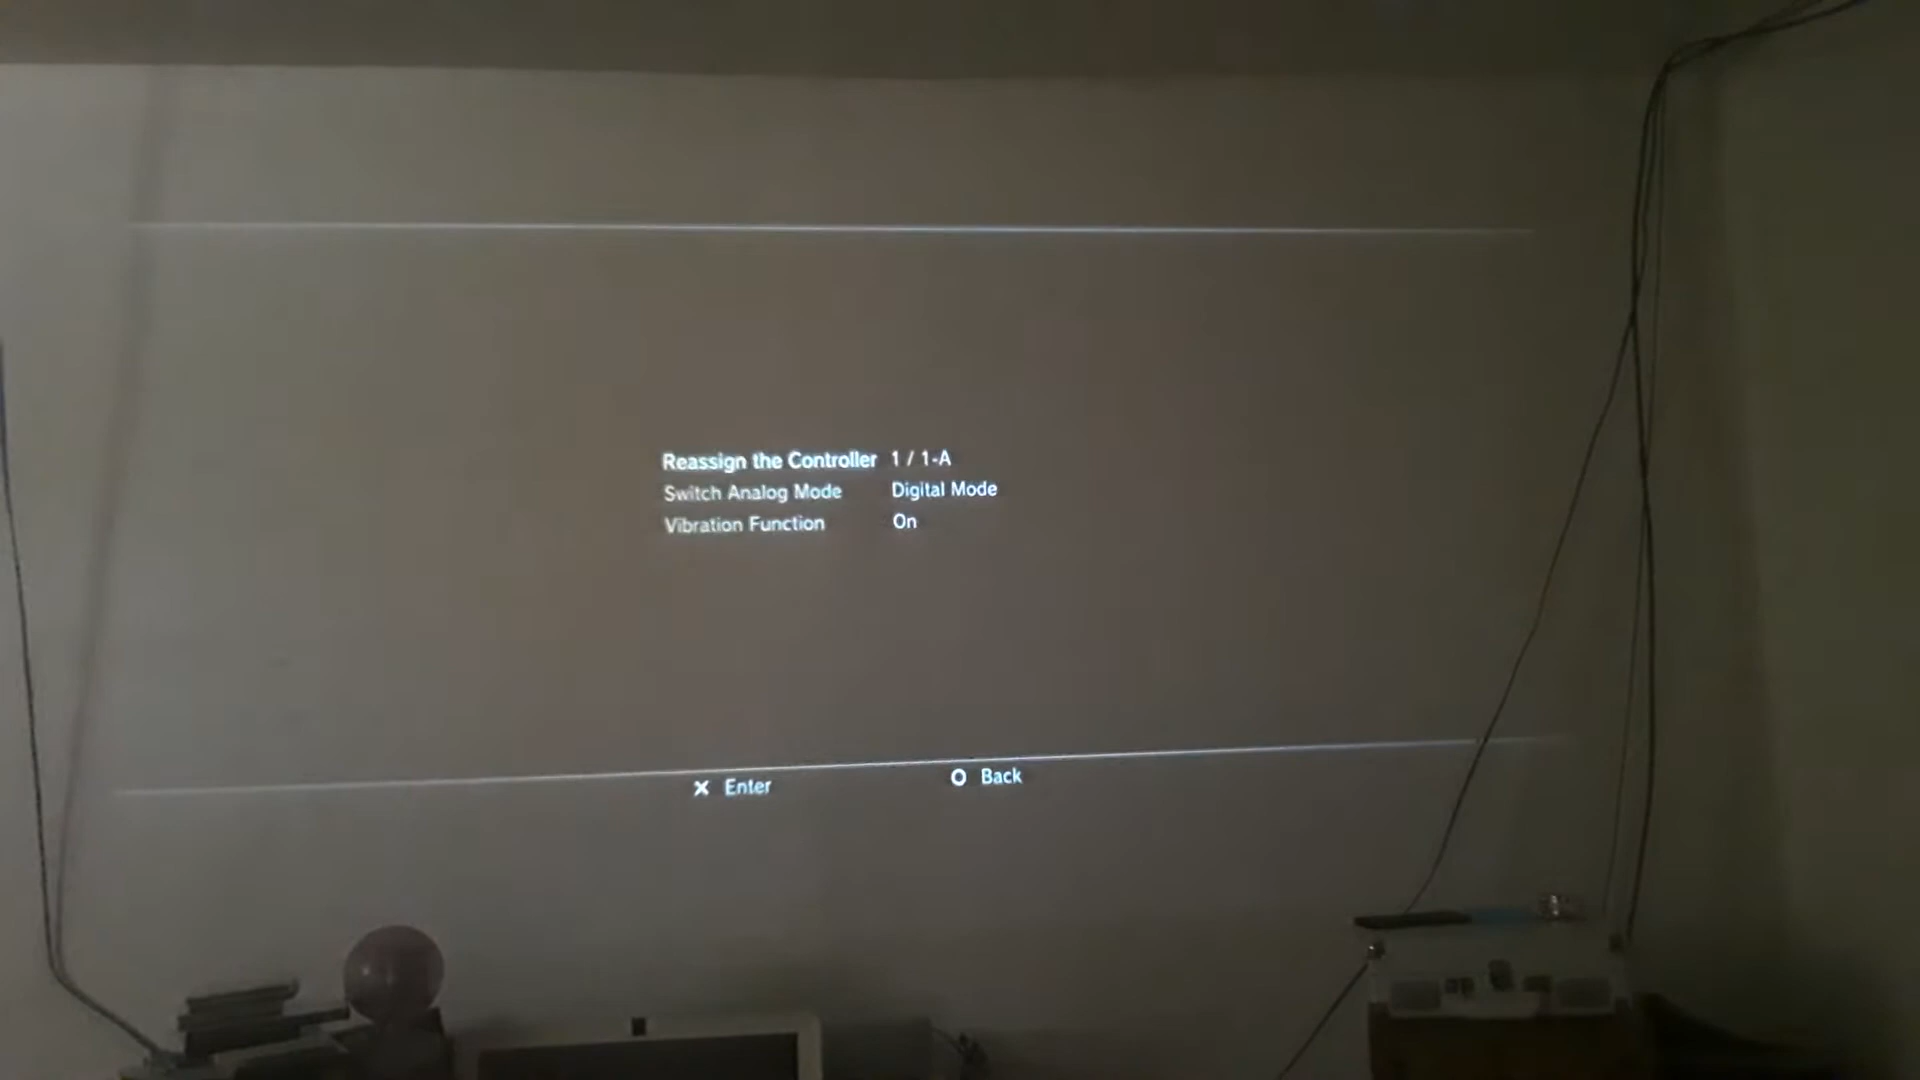 Reassign the Controller 1 / 1-A
Switch Analog Mode Digital Mode
Vibration Function On
X Enter O Back